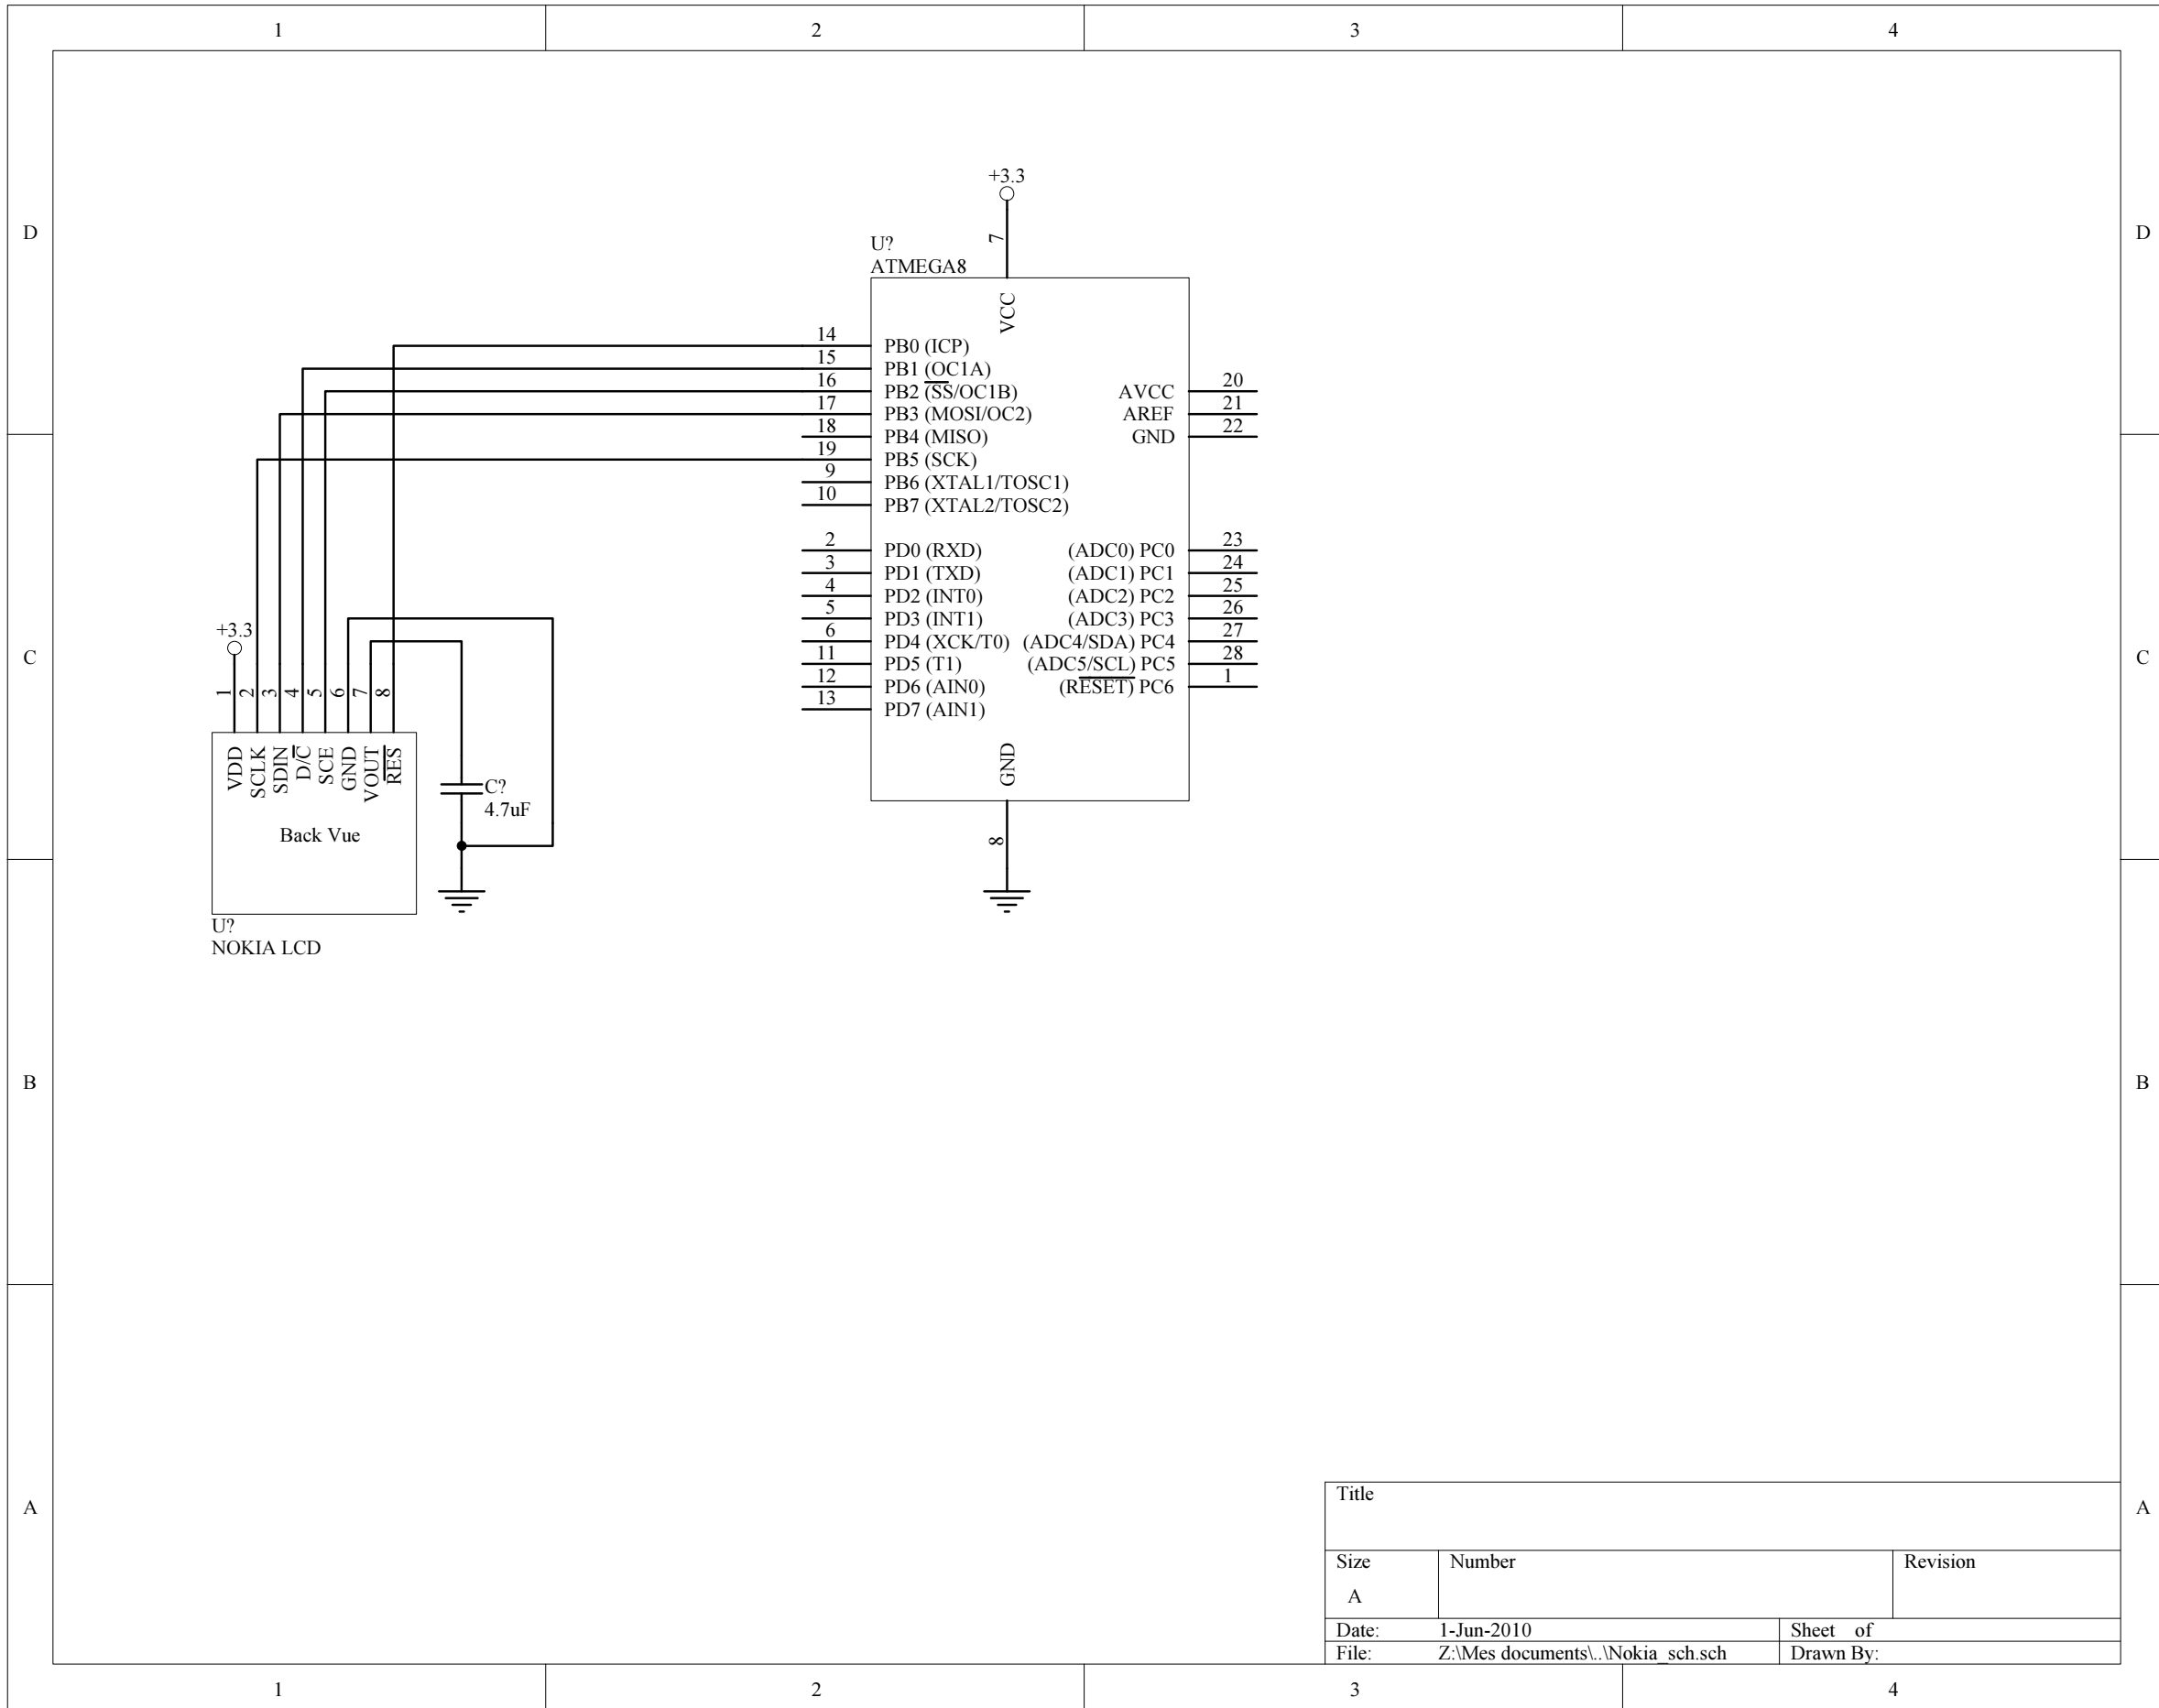 1 2 3 4
D D
+3.3
7
U?
ATMEGA8
VCC
14 PB0 (ICP)
15 PB1 (OC1A)
16 PB2 (S̅S̅/OC1B) AVCC 20
17 PB3 (MOSI/OC2) AREF 21
18 PB4 (MISO) GND 22
19 PB5 (SCK)
9 PB6 (XTAL1/TOSC1)
10 PB7 (XTAL2/TOSC2)
2 PD0 (RXD) (ADC0) PC0 23
3 PD1 (TXD) (ADC1) PC1 24
4 PD2 (INT0) (ADC2) PC2 25
5 PD3 (INT1) (ADC3) PC3 26
6 PD4 (XCK/T0) (ADC4/SDA) PC4 27
11 PD5 (T1) (ADC5/SCL) PC5 28
12 PD6 (AIN0) (R̅E̅S̅E̅T̅) PC6 1
13 PD7 (AIN1)
GND
8
C C
+3.3
1 2 3 4 5 6 7 8
VDD
SCLK
SDIN
D/C̅
SCE
GND
VOUT
R̅E̅S̅
Back Vue
C?
4.7uF
U?
NOKIA LCD
B B
A A
Title
Size Number Revision
A
Date: 1-Jun-2010 Sheet of
File: Z:\Mes documents\..\Nokia_sch.sch Drawn By:
1 2 3 4